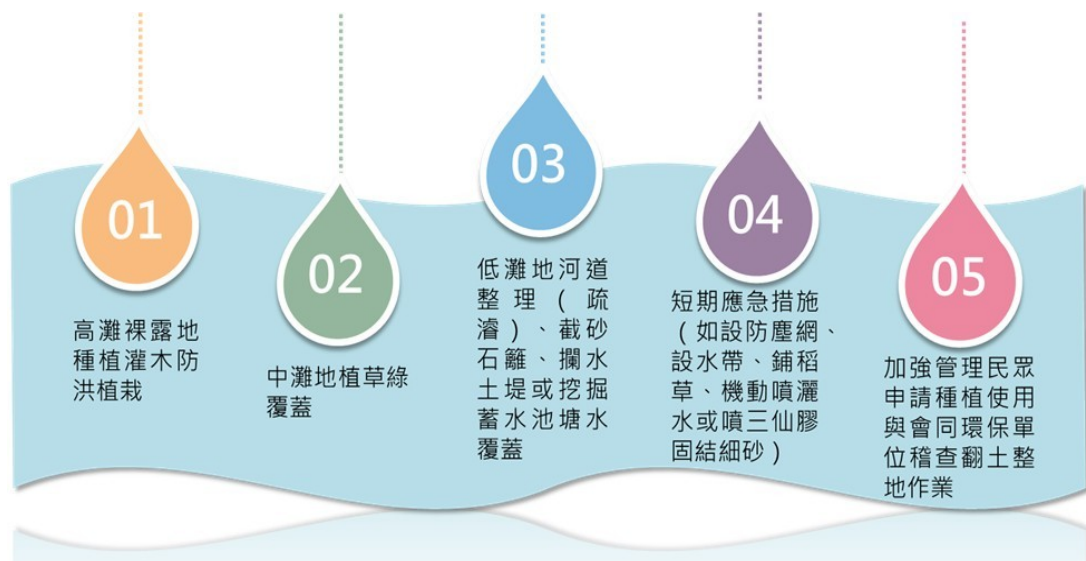 01
高灘裸露地
種植灌木防
洪植栽
02
中灘地植草綠
覆蓋
03
低灘地河道
整理(疏
濬)、截砂
石籬、攔水
土堤或挖掘
蓄水池塘水
覆蓋
04
短期應急措施
(如設防塵網、
設水帶、鋪稻
草、機動噴灑
水或噴三仙膠
固結細砂)
05
加強管理民眾
申請種植使用
與會同環保單
位稽查翻土整
地作業